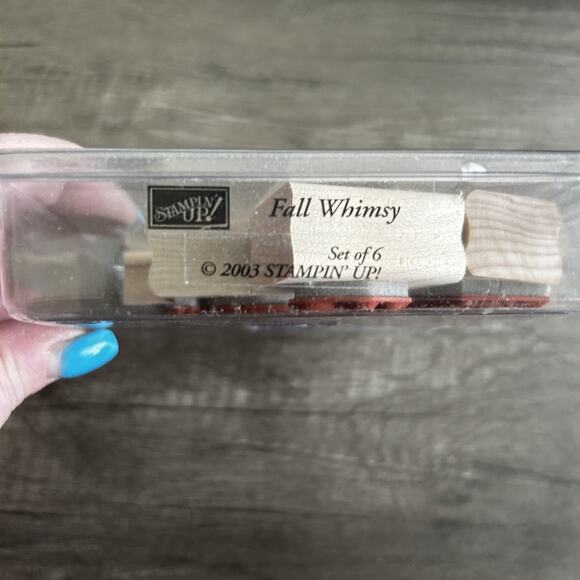 STAMPIN' UP!
Fall Whimsy
Set of 6
© 2003 STAMPIN' UP!